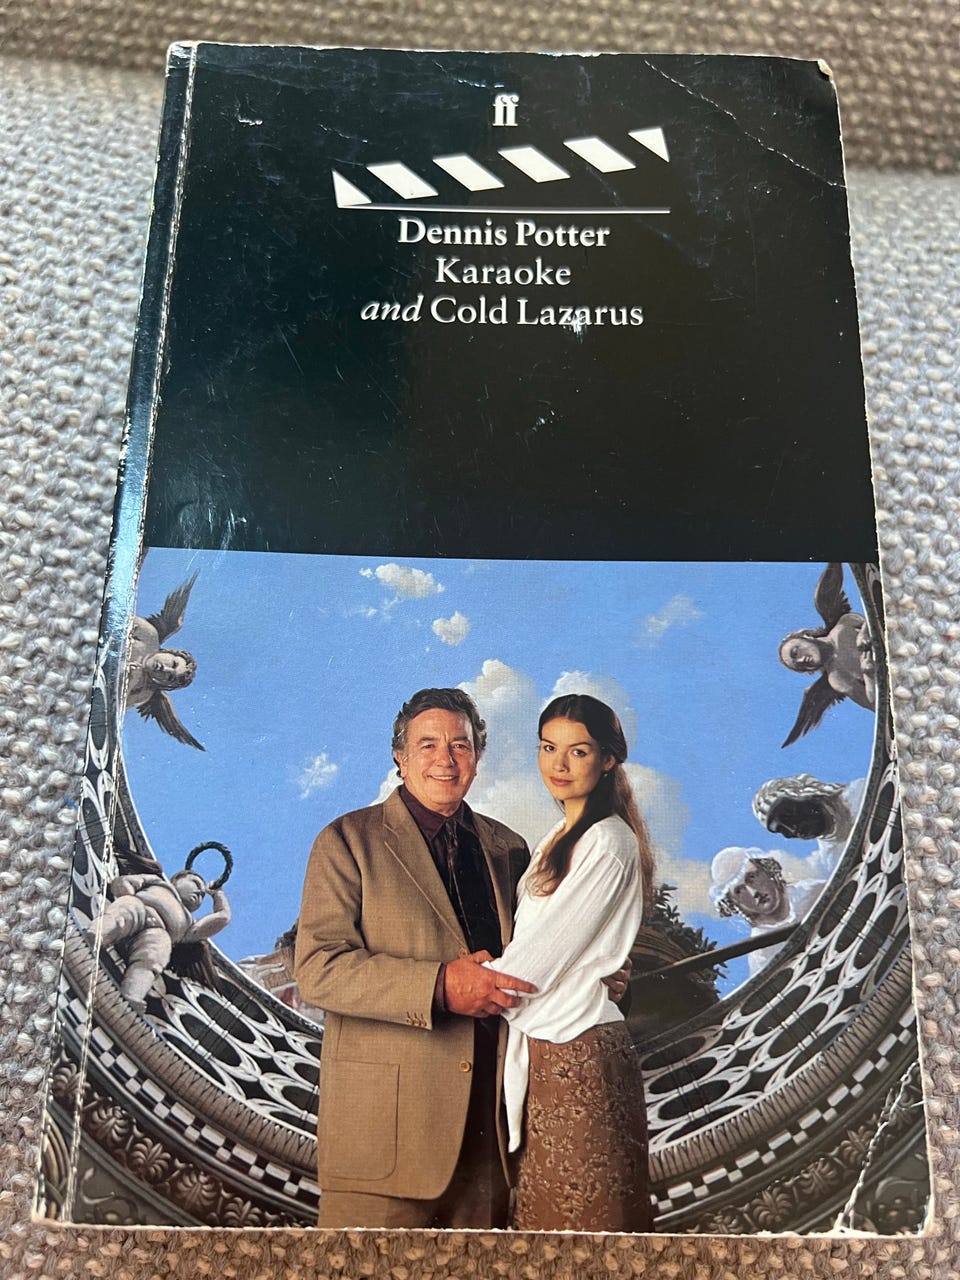 ff
Dennis Potter
Karaoke
and Cold Lazarus